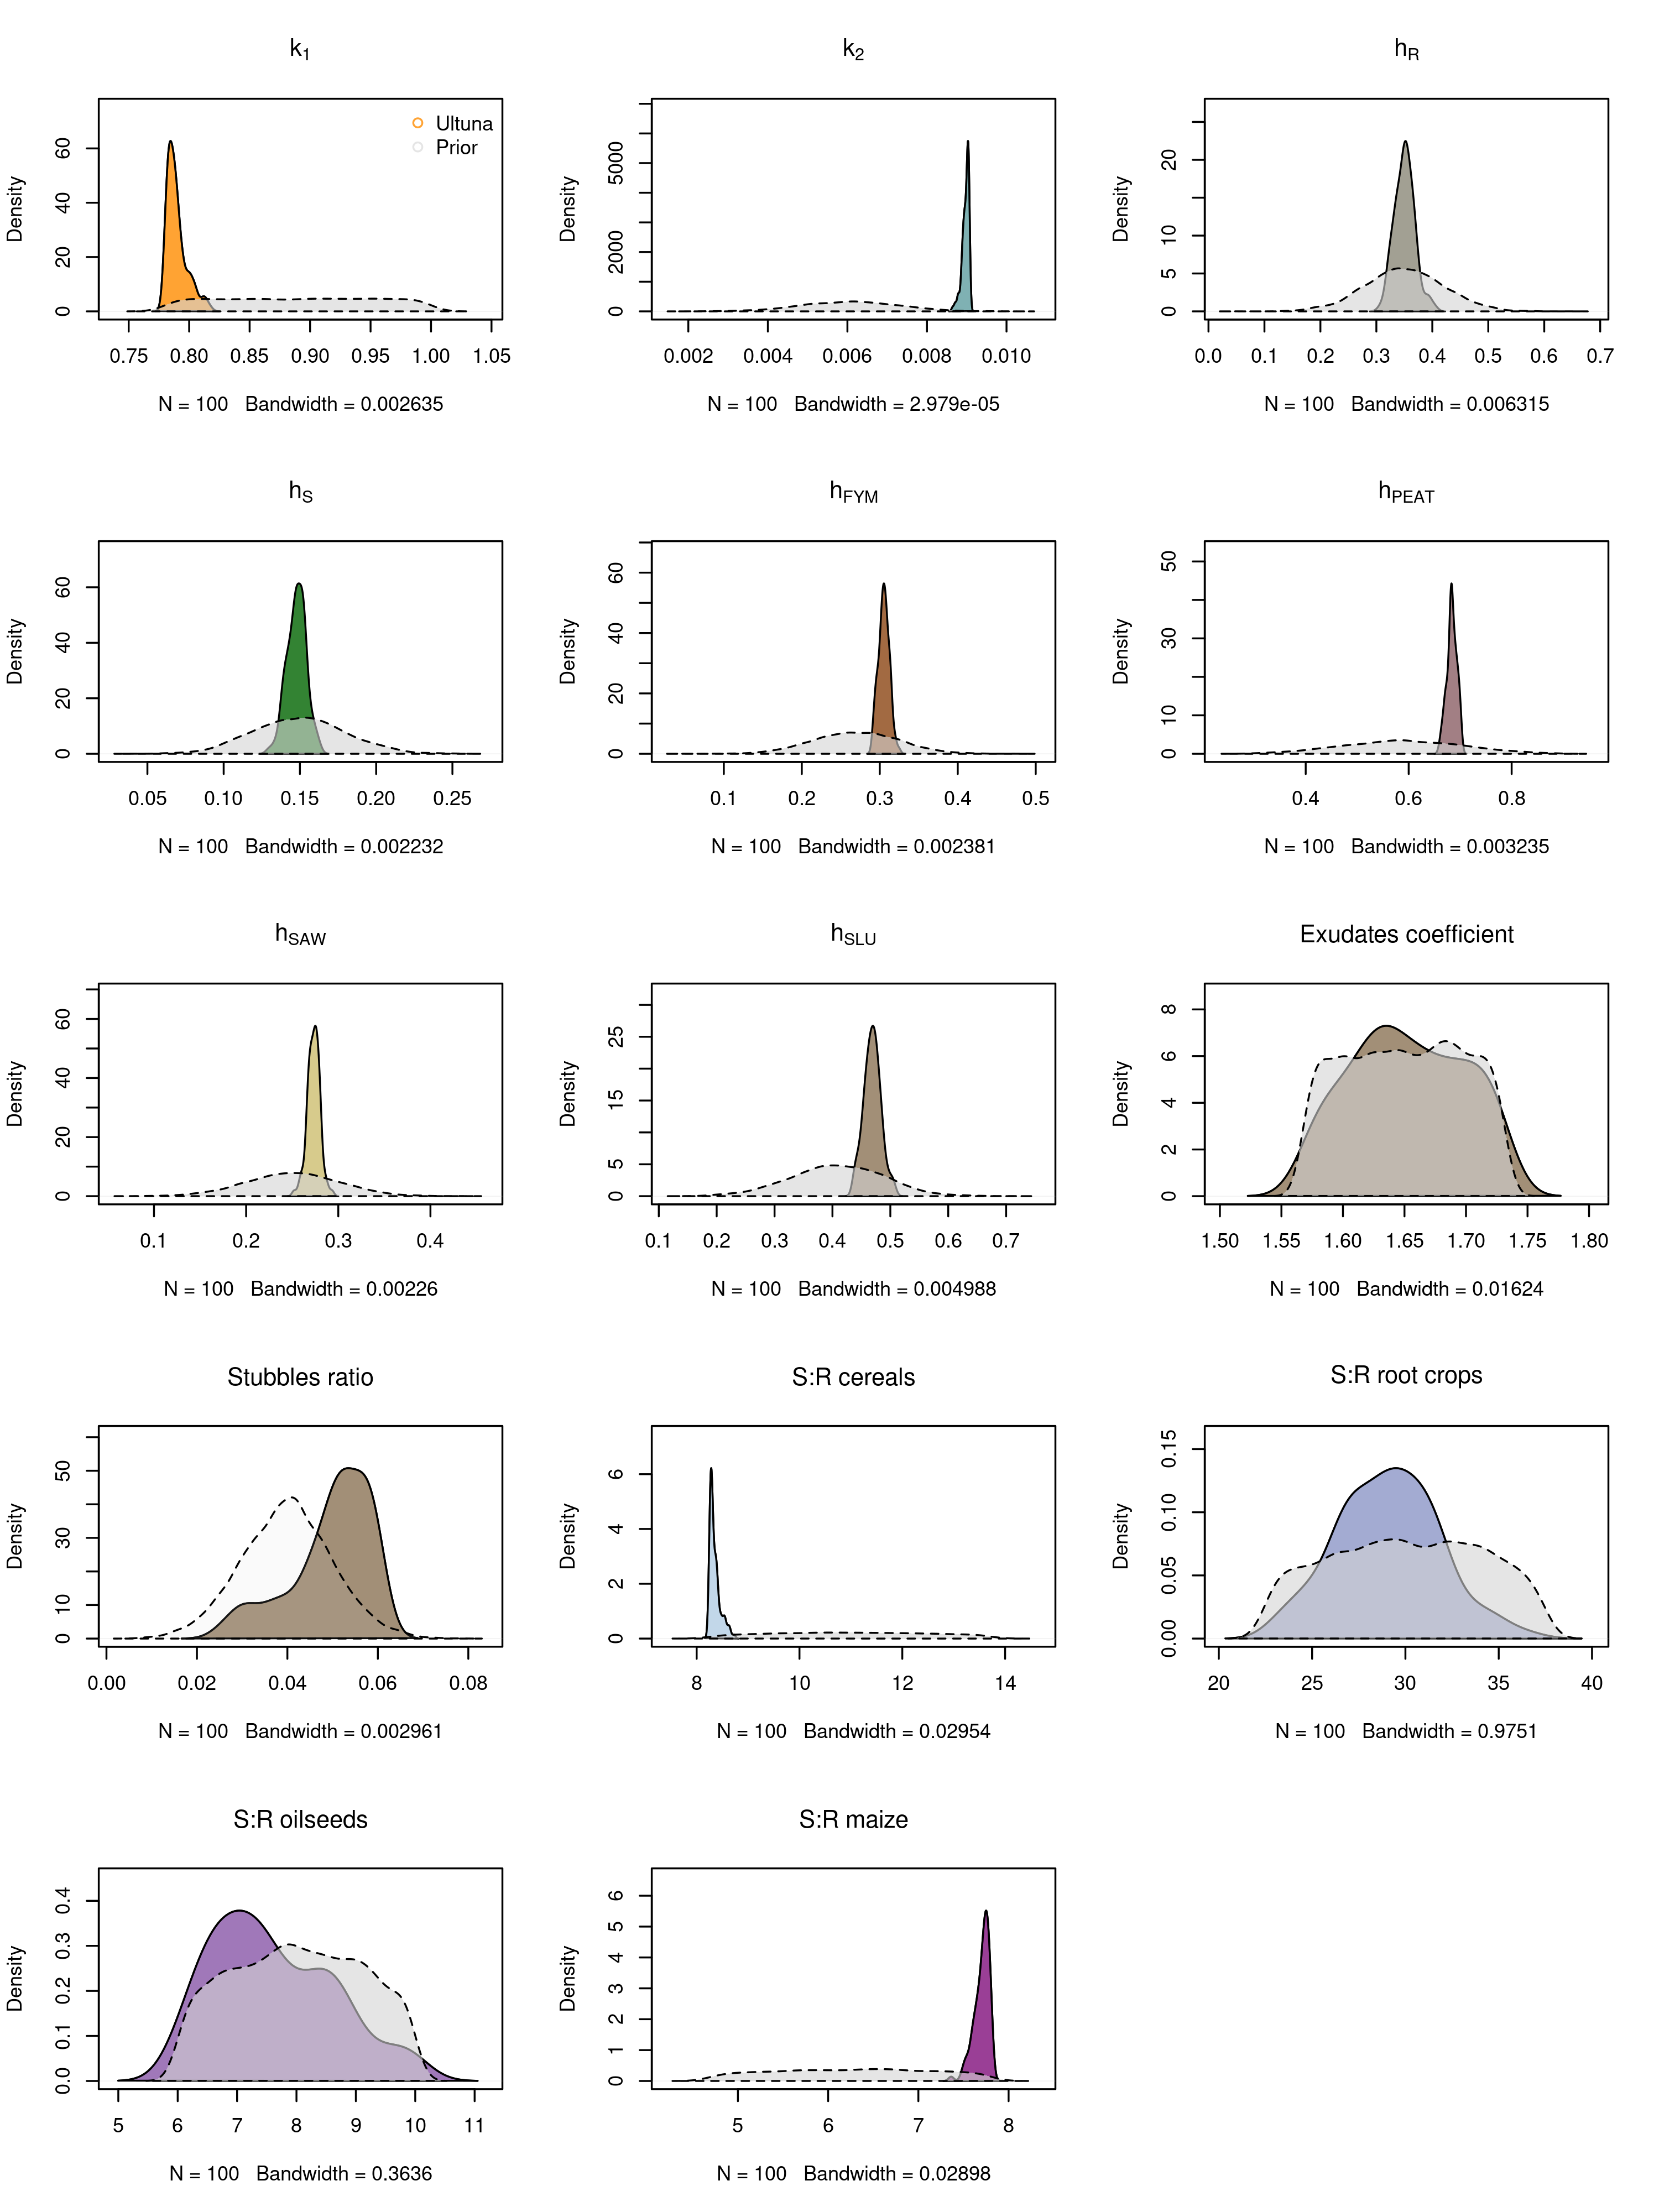 k1
Density
0 20 40 60
0.75 0.80 0.85 0.90 0.95 1.00 1.05
Ultuna
Prior
N = 100 Bandwidth = 0.002635
k2
Density
0 2000 5000
0.002 0.004 0.006 0.008 0.010
N = 100 Bandwidth = 2.979e-05
hR
Density
0 5 10 20
0.0 0.1 0.2 0.3 0.4 0.5 0.6 0.7
N = 100 Bandwidth = 0.006315
hS
Density
0 20 40 60
0.05 0.10 0.15 0.20 0.25
N = 100 Bandwidth = 0.002232
hFYM
Density
0 20 40 60
0.1 0.2 0.3 0.4 0.5
N = 100 Bandwidth = 0.002381
hPEAT
Density
0 10 30 50
0.4 0.6 0.8
N = 100 Bandwidth = 0.003235
hSAW
Density
0 20 40 60
0.1 0.2 0.3 0.4
N = 100 Bandwidth = 0.00226
hSLU
Density
0 5 15 25
0.1 0.2 0.3 0.4 0.5 0.6 0.7
N = 100 Bandwidth = 0.004988
Exudates coefficient
Density
0 2 4 6 8
1.50 1.55 1.60 1.65 1.70 1.75 1.80
N = 100 Bandwidth = 0.01624
Stubbles ratio
Density
0 10 30 50
0.00 0.02 0.04 0.06 0.08
N = 100 Bandwidth = 0.002961
S:R cereals
Density
0 2 4 6
8 10 12 14
N = 100 Bandwidth = 0.02954
S:R root crops
Density
0.00 0.05 0.10 0.15
20 25 30 35 40
N = 100 Bandwidth = 0.9751
S:R oilseeds
Density
0.0 0.1 0.2 0.3 0.4
5 6 7 8 9 10 11
N = 100 Bandwidth = 0.3636
S:R maize
Density
0 1 2 3 4 5 6
5 6 7 8
N = 100 Bandwidth = 0.02898